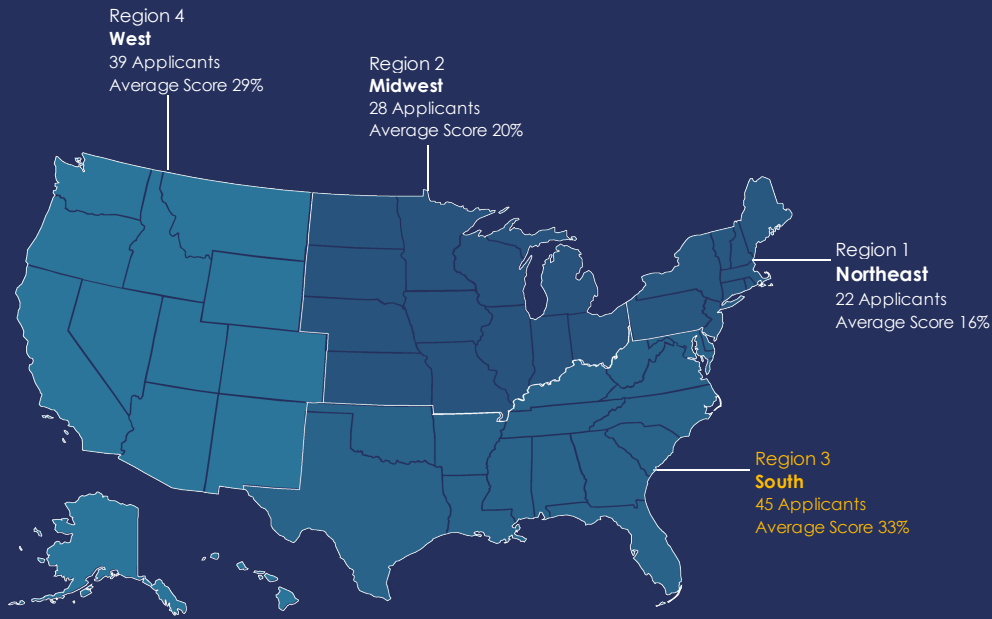 Region 4
West
39 Applicants
Average Score 29%
Region 2
Midwest
28 Applicants
Average Score 20%
Region 1
Northeast
22 Applicants
Average Score 16%
Region 3
South
45 Applicants
Average Score 33%